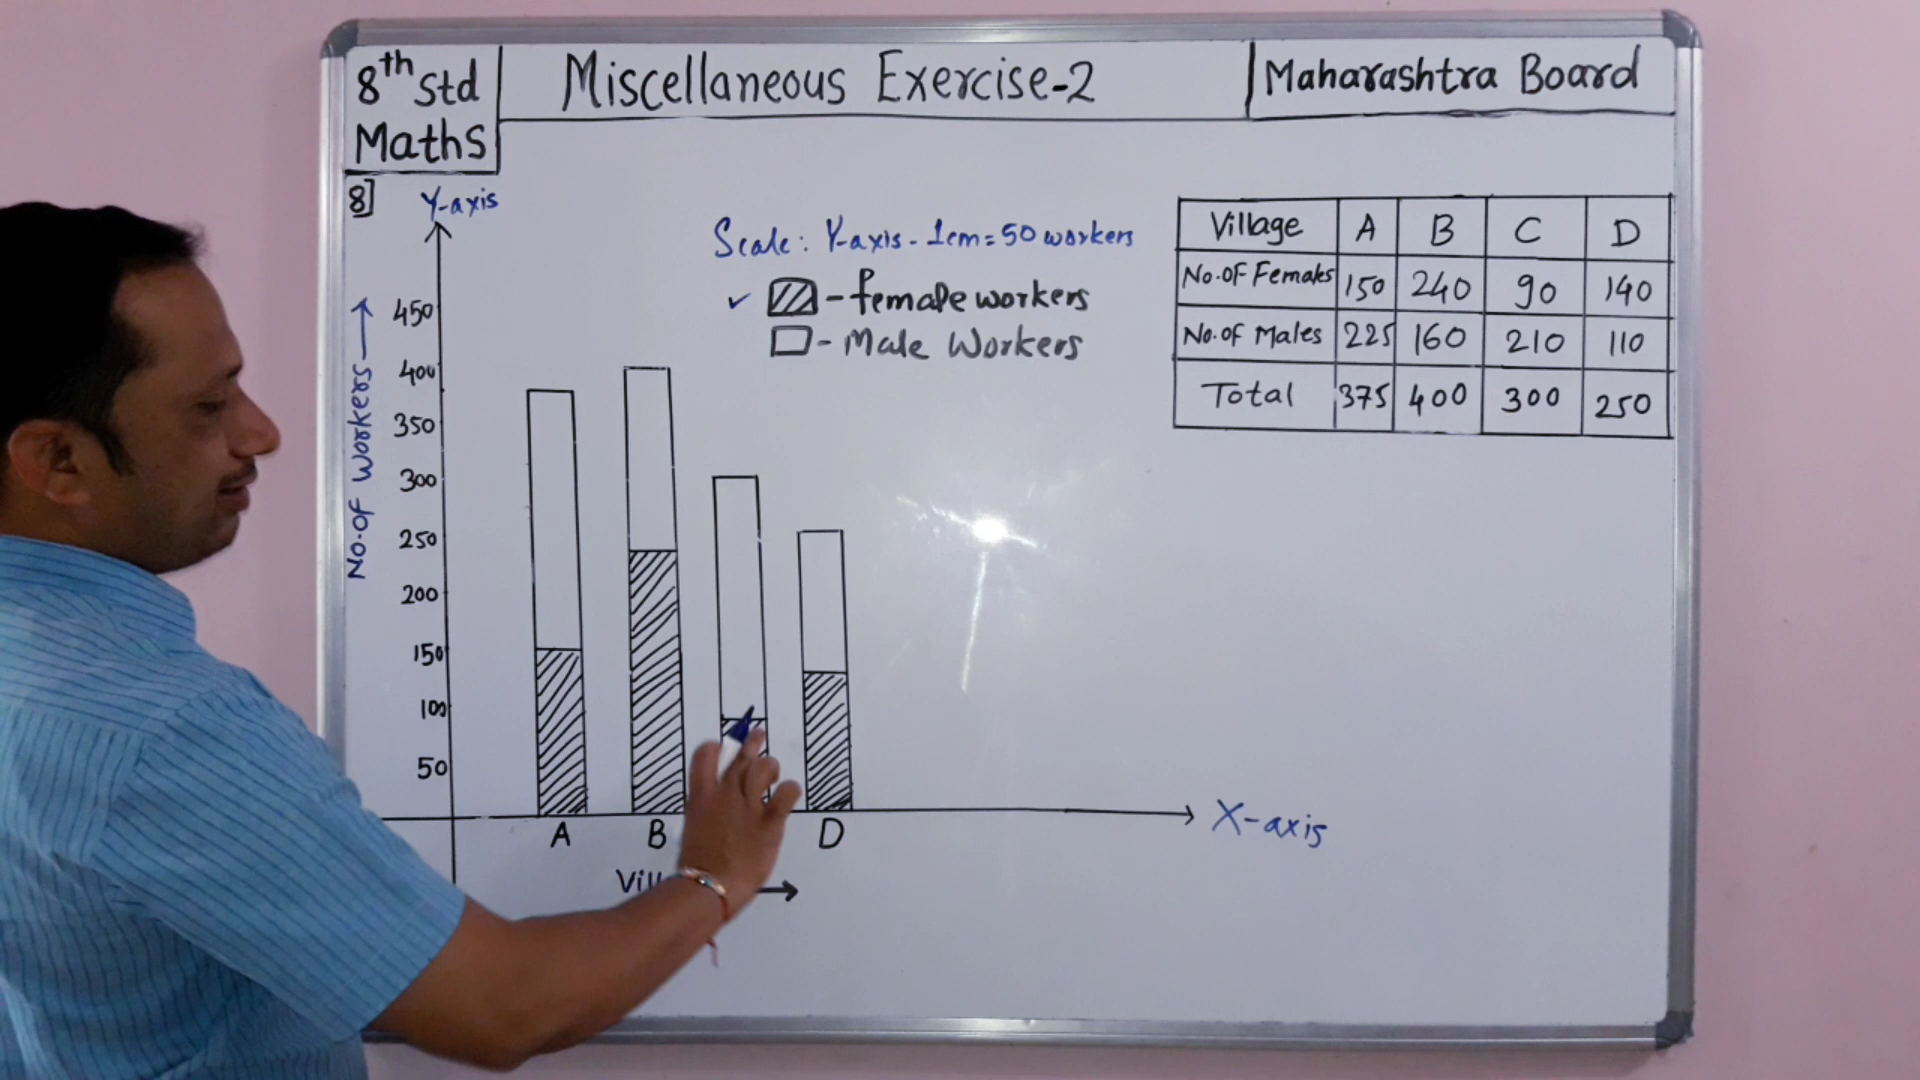 8th std
Maths
Miscellaneous Exercise-2
Maharashtra Board
8]
Y-axis
Scale: Y-axis - 1cm = 50 workers
- female workers
- Male Workers
Village A B C D
No.of Females 150 240 90 140
No.of Males 225 160 210 110
Total 375 400 300 250
No.of Workers
450
400
350
300
250
200
150
100
50
A B D
X-axis